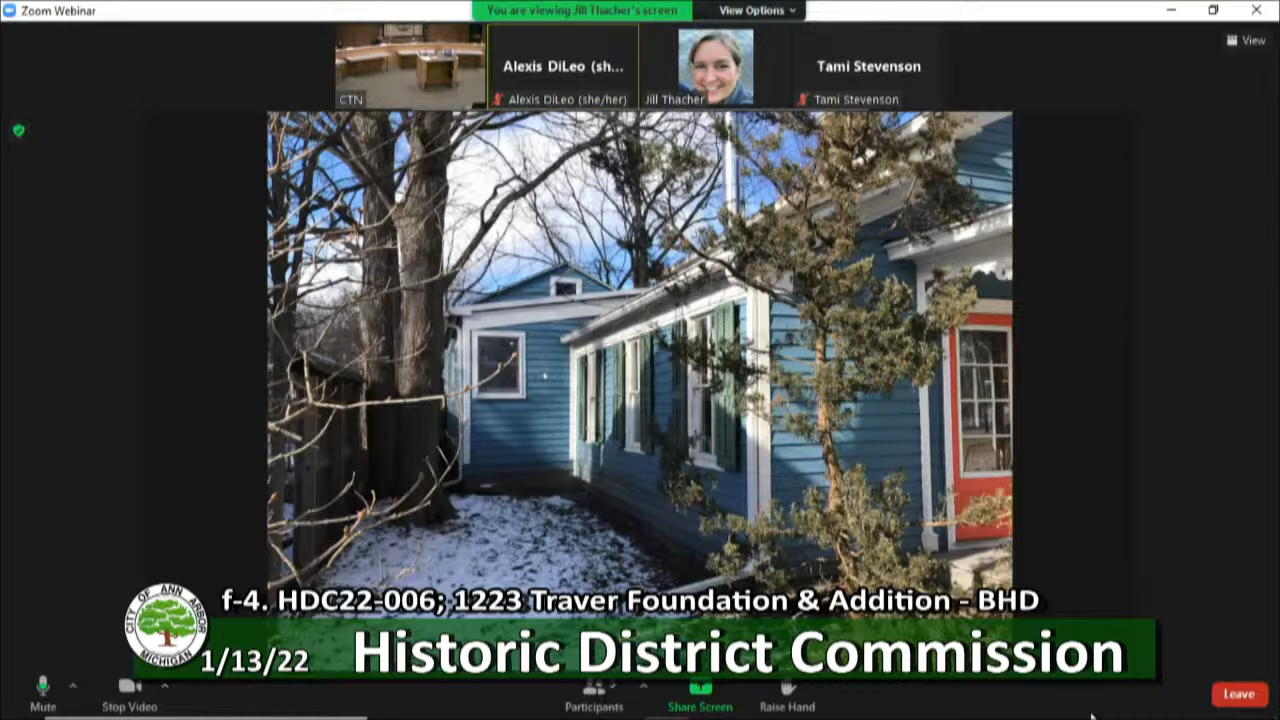 Zoom Webinar
You are viewing Jill Thacher's screen
View Options
View
CTN
Alexis DiLeo (sh...
Alexis DiLeo (she/her)
Jill Thacher
Tami Stevenson
Tami Stevenson
f-4. HDC22-006; 1223 Traver Foundation & Addition - BHD
CITY OF ANN ARBOR
MICHIGAN
1/13/22
Historic District Commission
Mute
Stop Video
Participants
Share Screen
Raise Hand
Leave